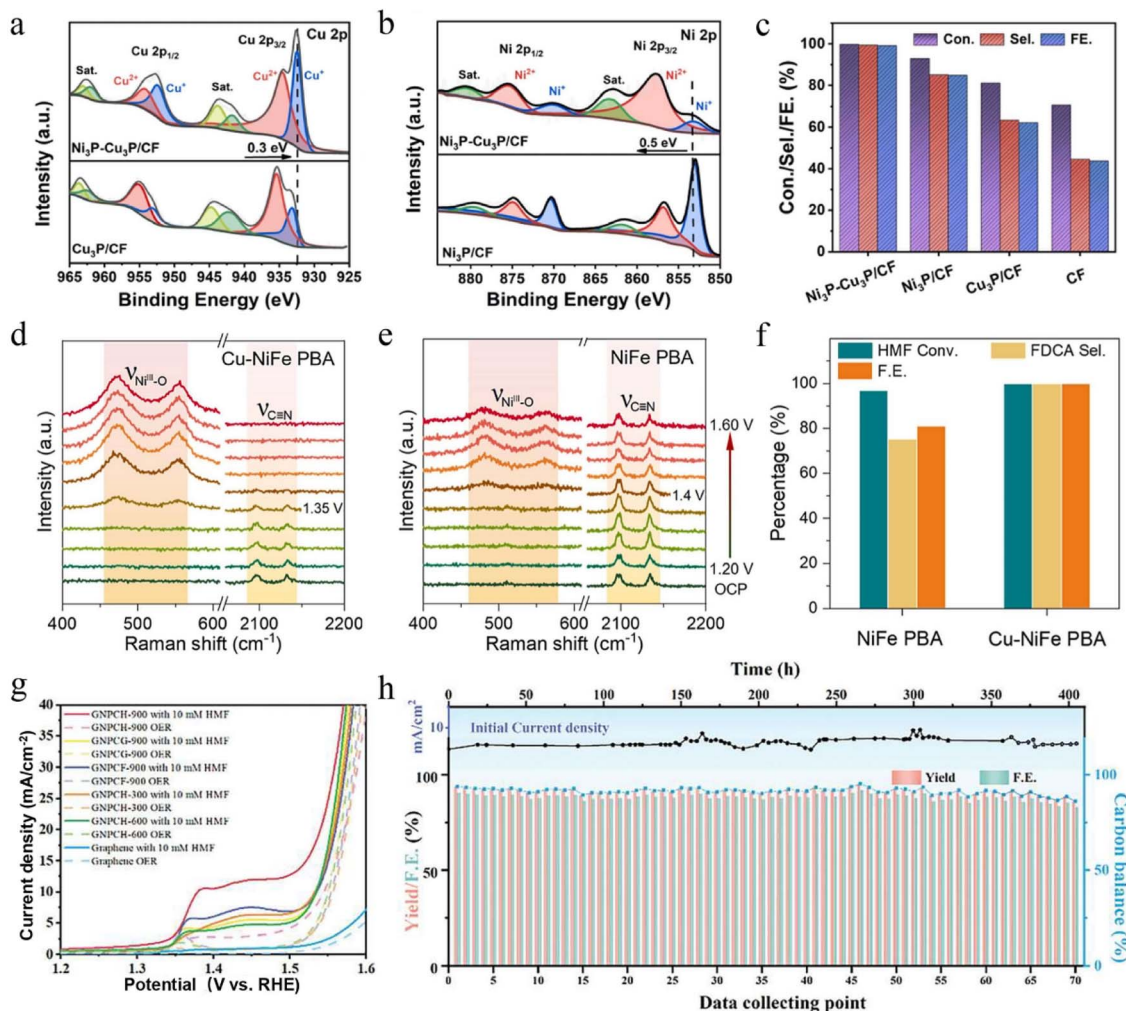 a
Cu 2p₁/₂
Cu 2p₃/₂
Cu 2p
Sat.
Cu²⁺
Cu⁺
Sat.
Cu²⁺
Cu⁺
Ni₃P-Cu₃P/CF
0.3 eV
Cu₃P/CF
Intensity (a.u.)
965 960 955 950 945 940 935 930 925
Binding Energy (eV)
b
Ni 2p₁/₂
Ni 2p₃/₂
Ni 2p
Sat.
Ni²⁺
Ni⁺
Sat.
Ni²⁺
Ni⁺
Ni₃P-Cu₃P/CF
0.5 eV
Ni₃P/CF
Intensity (a.u.)
880 875 870 865 860 855 850
Binding Energy (eV)
c
Con. Sel. FE.
Con./Sel./FE. (%)
100
80
60
40
20
0
Ni₃P-Cu₃P/CF
Ni₃P/CF
Cu₃P/CF
CF
d
Cu-NiFe PBA
νNiᴵᴵᴵ-O
νC≡N
1.35 V
Intensity (a.u.)
400 500 600 2100 2200
Raman shift (cm⁻¹)
e
NiFe PBA
νNiᴵᴵᴵ-O
νC≡N
1.60 V
1.4 V
1.20 V
OCP
Intensity (a.u.)
400 500 600 2100 2200
Raman shift (cm⁻¹)
f
HMF Conv. FDCA Sel.
F.E.
Percentage (%)
100
80
60
40
20
0
NiFe PBA
Cu-NiFe PBA
g
GNPCH-900 with 10 mM HMF
GNPCH-900 OER
GNPCG-900 with 10 mM HMF
GNPCG-900 OER
GNPCF-900 with 10 mM HMF
GNPCF-900 OER
GNPCH-300 with 10 mM HMF
GNPCH-300 OER
GNPCH-600 with 10 mM HMF
GNPCH-600 OER
Graphene with 10 mM HMF
Graphene OER
Current density (mA/cm⁻²)
40
35
30
25
20
15
10
5
0
1.2 1.3 1.4 1.5 1.6
Potential (V vs. RHE)
h
Time (h)
0 50 100 150 200 250 300 350 400
mA/cm²
10
Initial Current density
Yield F.E.
Yield/F.E. (%)
100
50
0
Carbon balance (%)
100
50
0
0 5 10 15 20 25 30 35 40 45 50 55 60 65 70
Data collecting point